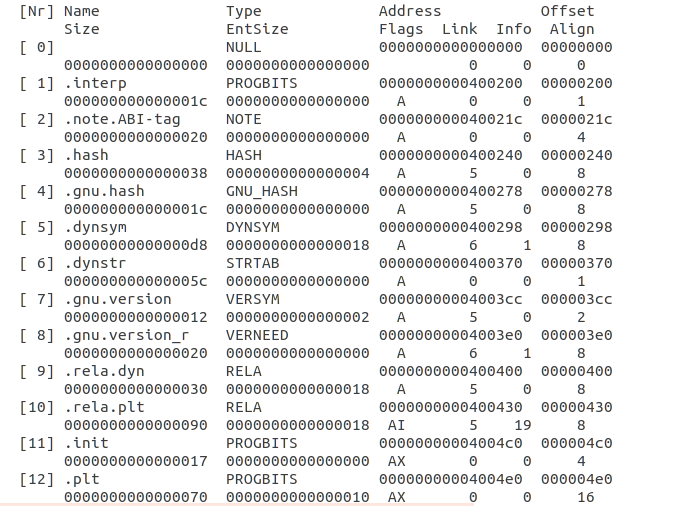 [Nr] Name              Type             Address           Offset
     Size              EntSize          Flags  Link  Info  Align
[ 0]                   NULL             0000000000000000  00000000
     0000000000000000  0000000000000000           0     0     0
[ 1] .interp           PROGBITS         0000000000400200  00000200
     000000000000001c  0000000000000000   A       0     0     1
[ 2] .note.ABI-tag     NOTE             000000000040021c  0000021c
     0000000000000020  0000000000000000   A       0     0     4
[ 3] .hash             HASH             0000000000400240  00000240
     0000000000000038  0000000000000004   A       5     0     8
[ 4] .gnu.hash         GNU_HASH         0000000000400278  00000278
     000000000000001c  0000000000000000   A       5     0     8
[ 5] .dynsym           DYNSYM           0000000000400298  00000298
     00000000000000d8  0000000000000018   A       6     1     8
[ 6] .dynstr           STRTAB           0000000000400370  00000370
     000000000000005c  0000000000000000   A       0     0     1
[ 7] .gnu.version      VERSYM           00000000004003cc  000003cc
     0000000000000012  0000000000000002   A       5     0     2
[ 8] .gnu.version_r    VERNEED          00000000004003e0  000003e0
     0000000000000020  0000000000000000   A       6     1     8
[ 9] .rela.dyn         RELA             0000000000400400  00000400
     0000000000000030  0000000000000018   A       5     0     8
[10] .rela.plt         RELA             0000000000400430  00000430
     0000000000000090  0000000000000018  AI       5    19     8
[11] .init             PROGBITS         00000000004004c0  000004c0
     0000000000000017  0000000000000000  AX       0     0     4
[12] .plt              PROGBITS         00000000004004e0  000004e0
     0000000000000070  0000000000000010  AX       0     0     16